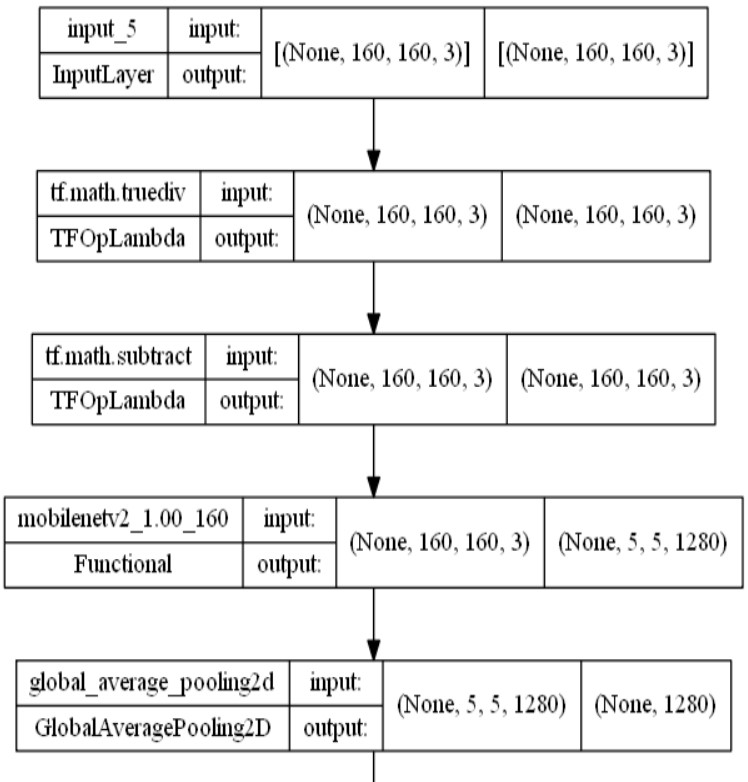 input_5 input: [(None, 160, 160, 3)] [(None, 160, 160, 3)]
InputLayer output:
tf.math.truediv input: (None, 160, 160, 3) (None, 160, 160, 3)
TFOpLambda output:
tf.math.subtract input: (None, 160, 160, 3) (None, 160, 160, 3)
TFOpLambda output:
mobilenetv2_1.00_160 input: (None, 160, 160, 3) (None, 5, 5, 1280)
Functional output:
global_average_pooling2d input: (None, 5, 5, 1280) (None, 1280)
GlobalAveragePooling2D output: